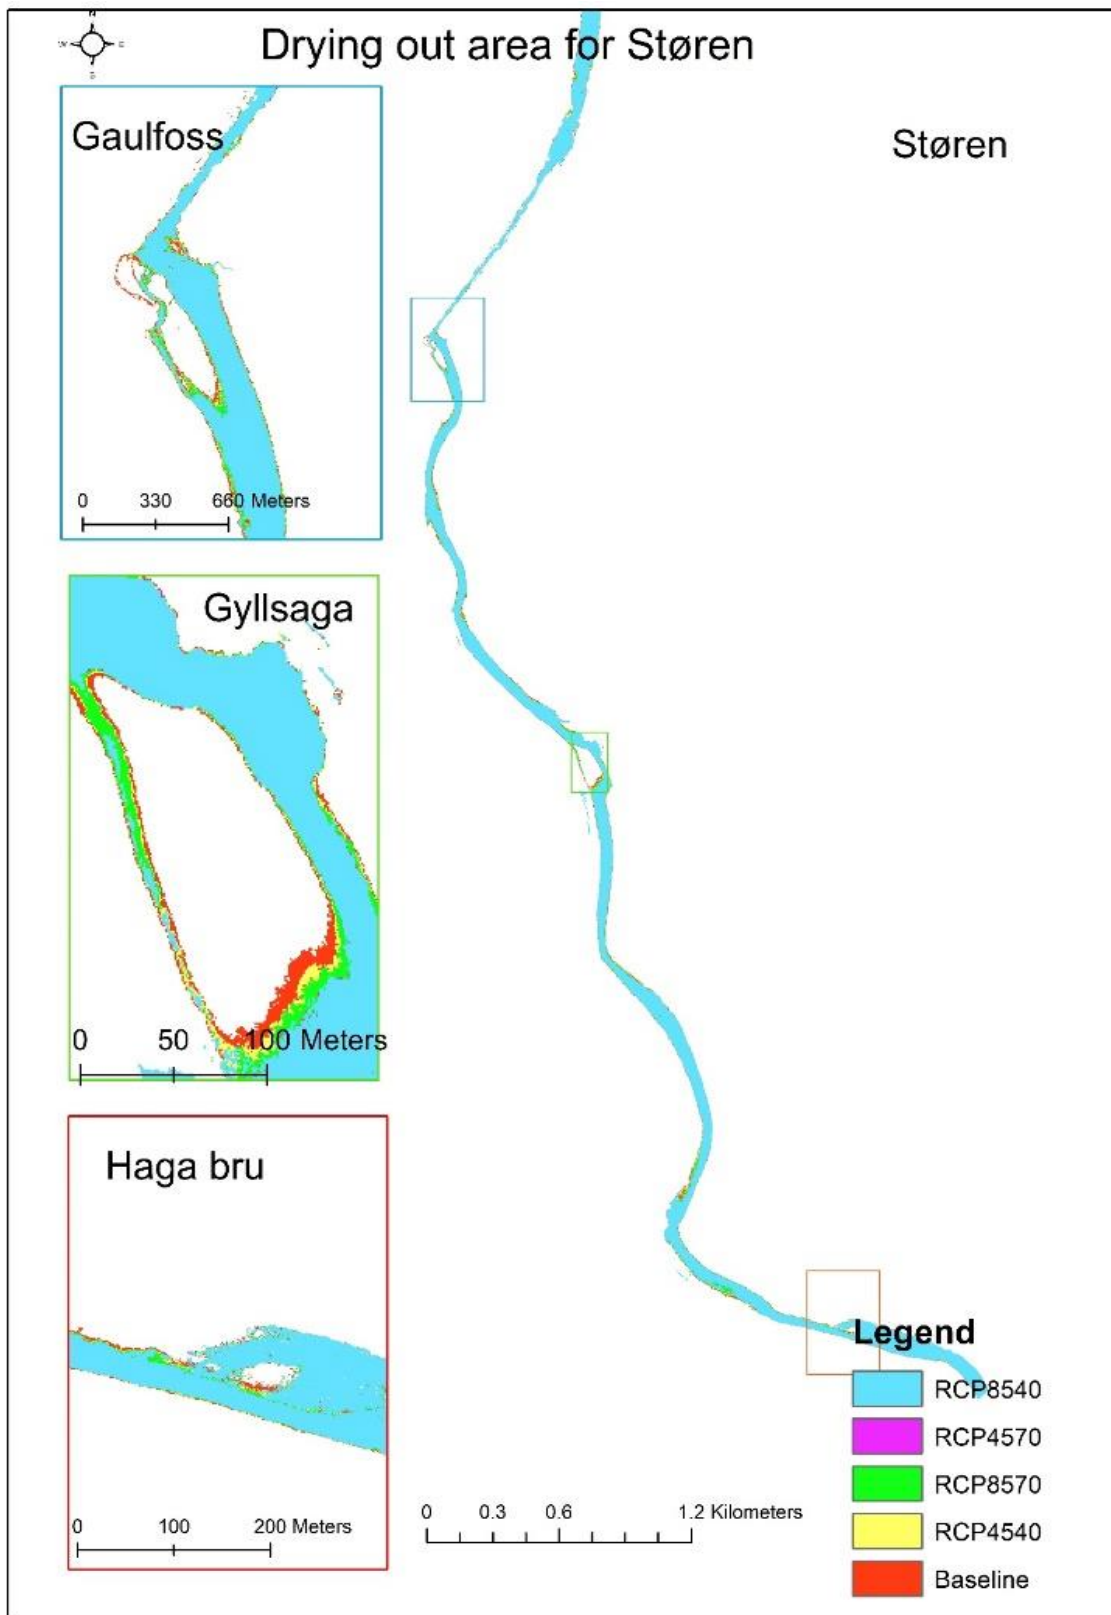 N
W E
S
Drying out area for Støren
Støren
Gaulfoss
0 330 660 Meters
Gyllsaga
0 50 100 Meters
Haga bru
0 100 200 Meters
0 0.3 0.6 1.2 Kilometers
Legend
RCP8540
RCP4570
RCP8570
RCP4540
Baseline